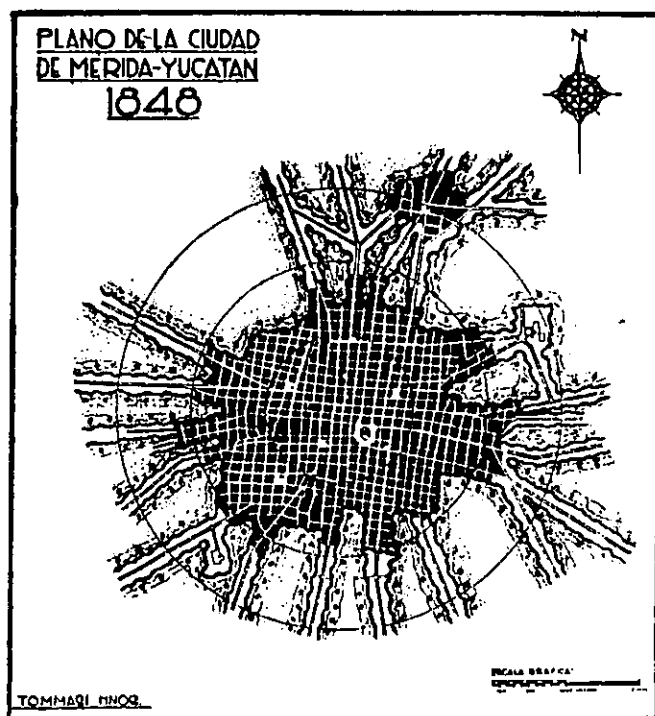 PLANO DE LA CIUDAD
DE MERIDA-YUCATAN
1848
N
ESCALA GRAFICA
TOMMASI HNOS.